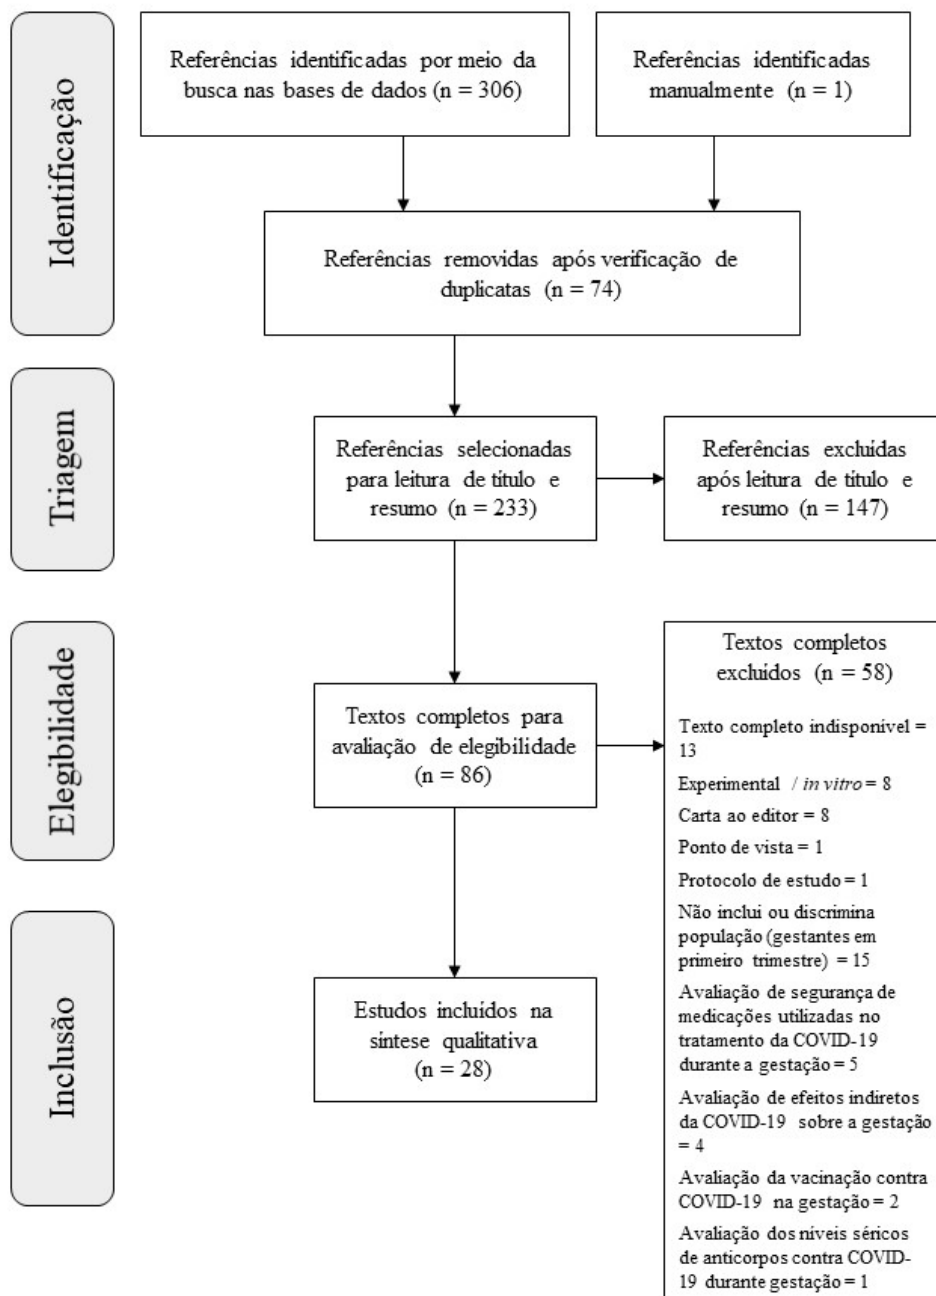 Identificação
Referências identificadas por meio da
busca nas bases de dados (n = 306)
Referências identificadas
manualmente (n = 1)
Referências removidas após verificação de
duplicatas (n = 74)
Triagem
Referências selecionadas
para leitura de título e
resumo (n = 233)
Referências excluídas
após leitura de título e
resumo (n = 147)
Elegibilidade
Textos completos para
avaliação de elegibilidade
(n = 86)
Textos completos
excluídos (n = 58)
Texto completo indisponível =
13
Experimental / in vitro = 8
Carta ao editor = 8
Ponto de vista = 1
Protocolo de estudo = 1
Não inclui ou discrimina
população (gestantes em
primeiro trimestre) = 15
Avaliação de segurança de
medicações utilizadas no
tratamento da COVID-19
durante a gestação = 5
Avaliação de efeitos indiretos
da COVID-19 sobre a gestação
= 4
Avaliação da vacinação contra
COVID-19 na gestação = 2
Avaliação dos níveis séricos
de anticorpos contra COVID-
19 durante gestação = 1
Inclusão
Estudos incluídos na
síntese qualitativa
(n = 28)